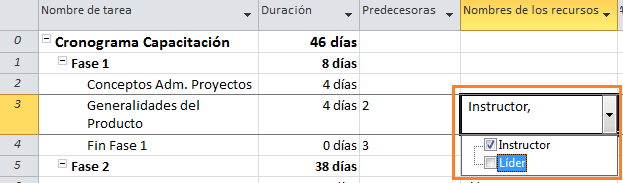 Nombre de tarea Duración Predecesoras Nombres de los recursos
0 Cronograma Capacitación 46 días
1 Fase 1 8 días
2 Conceptos Adm. Proyectos 4 días
3 Generalidades del 4 días 2 Instructor,
Producto
4 Fin Fase 1 0 días 3 Instructor
5 Fase 2 38 días Líder